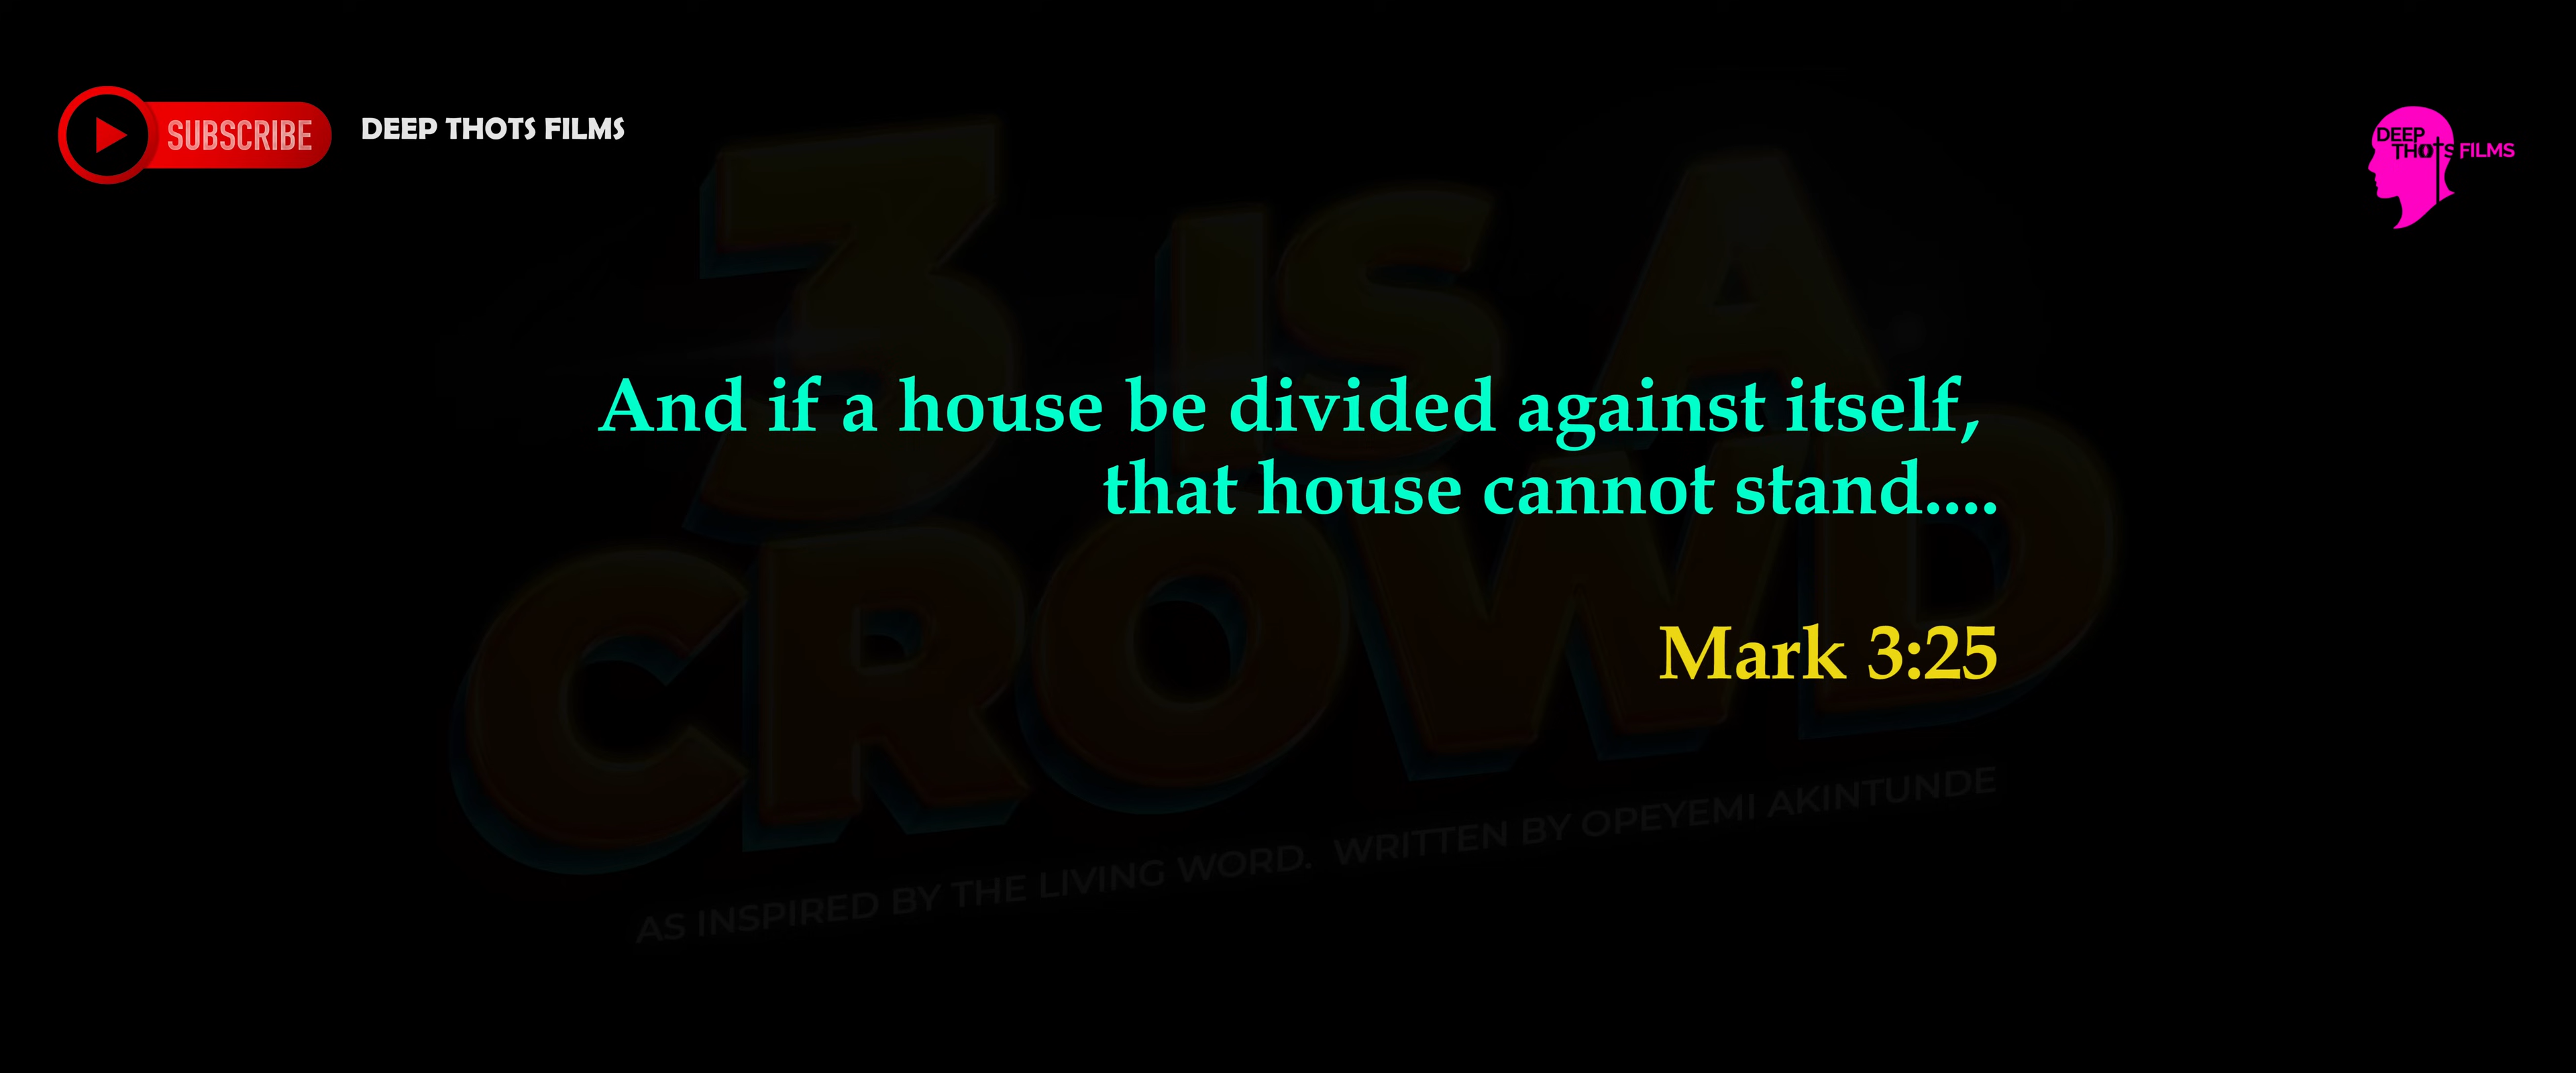 SUBSCRIBE
DEEP THOTS FILMS
DEEP
THOTS FILMS
3 IS A
CROWD
And if a house be divided against itself,
that house cannot stand....
Mark 3:25
AS INSPIRED BY THE LIVING WORD. WRITTEN BY OPEYEMI AKINTUNDE